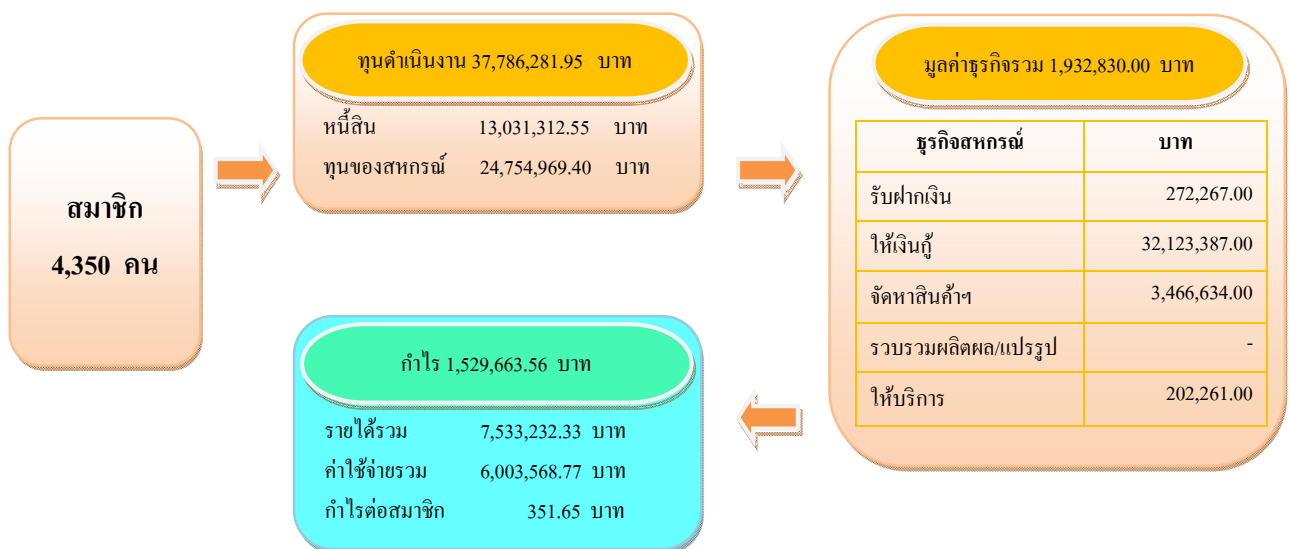 สมาชิก
4,350 คน
ทุนดำเนินงาน 37,786,281.95 บาท
หนี้สิน 13,031,312.55 บาท
ทุนของสหกรณ์ 24,754,969.40 บาท
มูลค่าธุรกิจรวม 1,932,830.00 บาท
ธุรกิจสหกรณ์ บาท
รับฝากเงิน 272,267.00
ให้เงินกู้ 32,123,387.00
จัดหาสินค้าฯ 3,466,634.00
รวบรวมผลิตผล/แปรรูป -
ให้บริการ 202,261.00
กำไร 1,529,663.56 บาท
รายได้รวม 7,533,232.33 บาท
ค่าใช้จ่ายรวม 6,003,568.77 บาท
กำไรต่อสมาชิก 351.65 บาท